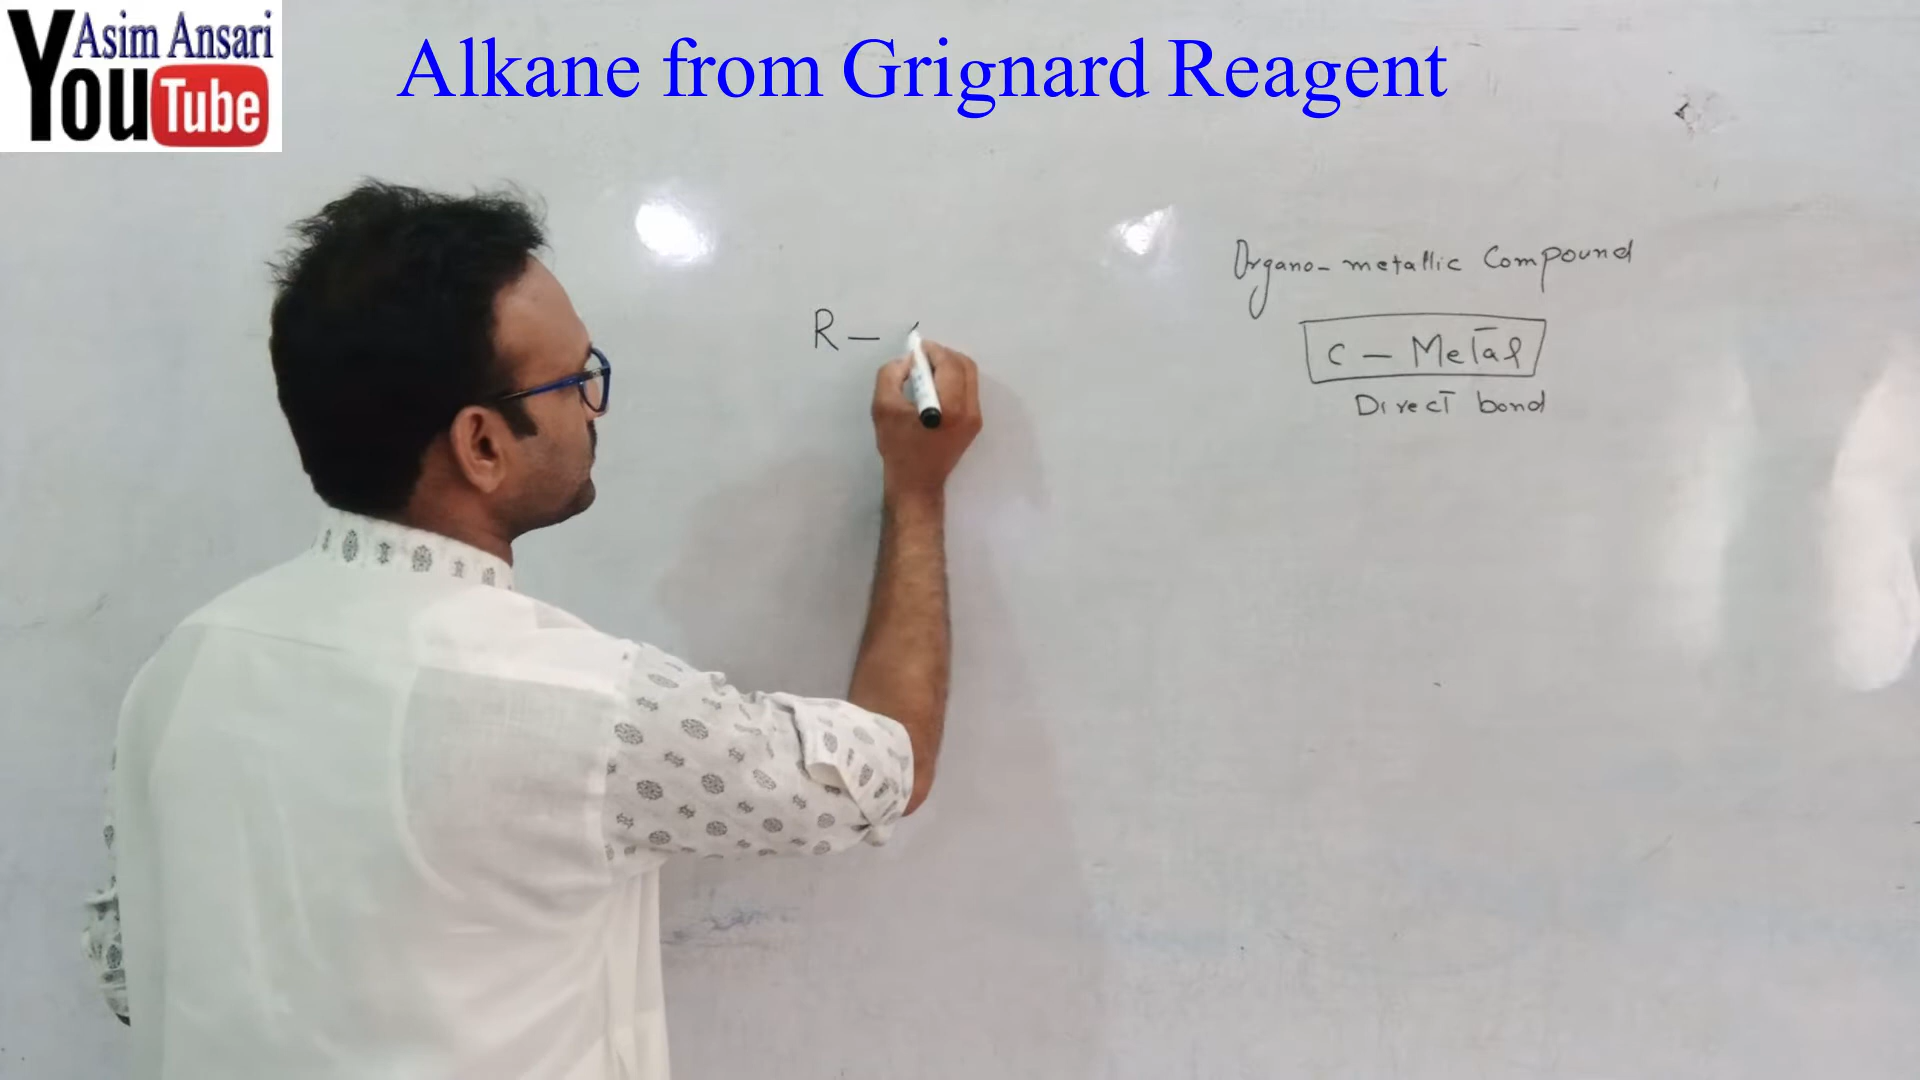 Asim Ansari
YouTube
Alkane from Grignard Reagent
Organo-metallic Compound
R —
C — Metal
Direct bond